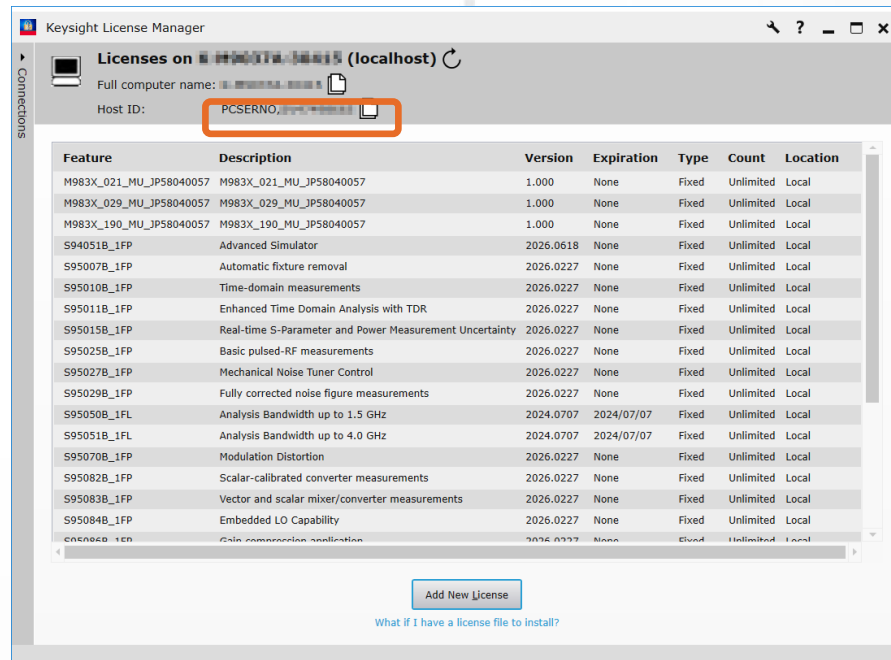 Keysight License Manager
?
Connections
Licenses on (localhost)
Full computer name:
Host ID: PCSERNO,
Feature Description Version Expiration Type Count Location
M983X_021_MU_JP58040057 M983X_021_MU_JP58040057 1.000 None Fixed Unlimited Local
M983X_029_MU_JP58040057 M983X_029_MU_JP58040057 1.000 None Fixed Unlimited Local
M983X_190_MU_JP58040057 M983X_190_MU_JP58040057 1.000 None Fixed Unlimited Local
S94051B_1FP Advanced Simulator 2026.0618 None Fixed Unlimited Local
S95007B_1FP Automatic fixture removal 2026.0227 None Fixed Unlimited Local
S95010B_1FP Time-domain measurements 2026.0227 None Fixed Unlimited Local
S95011B_1FP Enhanced Time Domain Analysis with TDR 2026.0227 None Fixed Unlimited Local
S95015B_1FP Real-time S-Parameter and Power Measurement Uncertainty 2026.0227 None Fixed Unlimited Local
S95025B_1FP Basic pulsed-RF measurements 2026.0227 None Fixed Unlimited Local
S95027B_1FP Mechanical Noise Tuner Control 2026.0227 None Fixed Unlimited Local
S95029B_1FP Fully corrected noise figure measurements 2026.0227 None Fixed Unlimited Local
S95050B_1FL Analysis Bandwidth up to 1.5 GHz 2024.0707 2024/07/07 Fixed Unlimited Local
S95051B_1FL Analysis Bandwidth up to 4.0 GHz 2024.0707 2024/07/07 Fixed Unlimited Local
S95070B_1FP Modulation Distortion 2026.0227 None Fixed Unlimited Local
S95082B_1FP Scalar-calibrated converter measurements 2026.0227 None Fixed Unlimited Local
S95083B_1FP Vector and scalar mixer/converter measurements 2026.0227 None Fixed Unlimited Local
S95084B_1FP Embedded LO Capability 2026.0227 None Fixed Unlimited Local
S95086B_1FP Gain compression application 2026.0227 None Fixed Unlimited Local
Add New License
What if I have a license file to install?